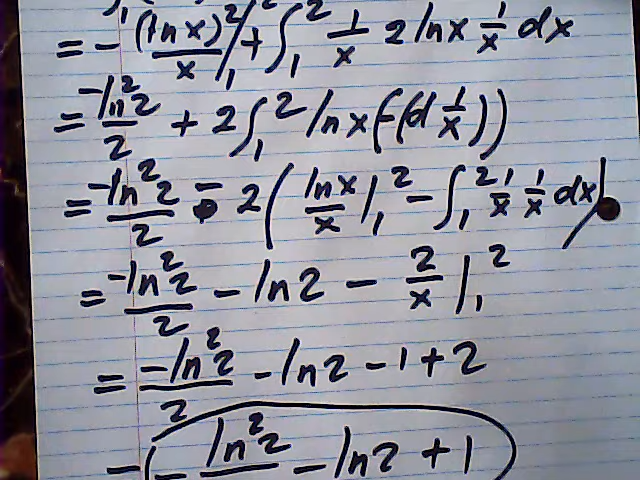 = -(ln x)²/x |₁² + ∫₁² 1/x 2 ln x 1/x dx
= -ln²2/2 + 2∫₁² ln x (-(d 1/x))
= -ln²2/2 - 2( ln x/x |₁² - ∫₁² 1/x 1/x dx)
= -ln²2/2 - ln 2 - 2/x |₁²
= -ln²2/2 - ln 2 - 1 + 2
= - ln²2/ - ln 2 + 1